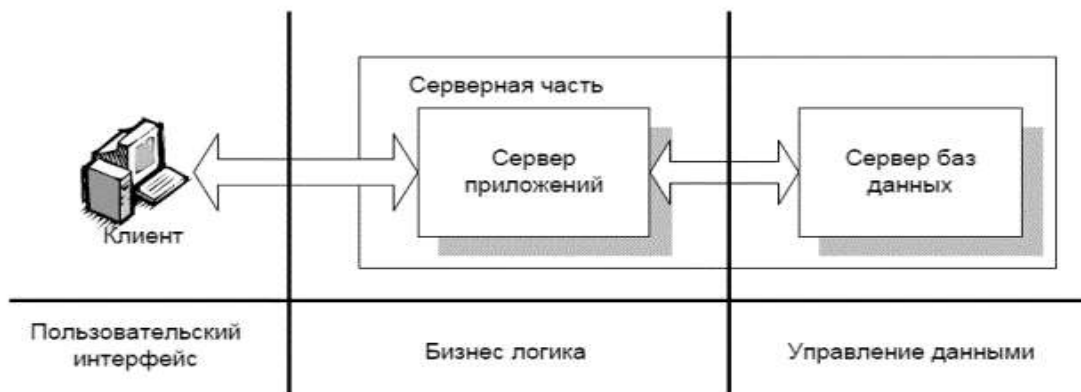 Серверная часть
Сервер
приложений
Сервер баз
данных
Клиент
Пользовательский
интерфейс
Бизнес логика
Управление данными